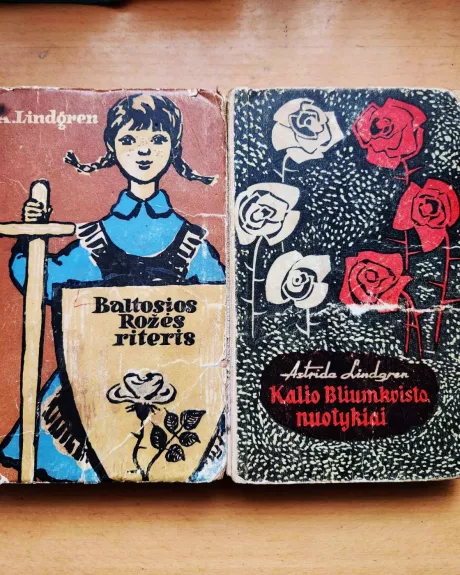 A. Lindgren
Baltosios
Rožės
riteris
Astrida Lindgren
Kalio Bliumkvisto
nuotykiai